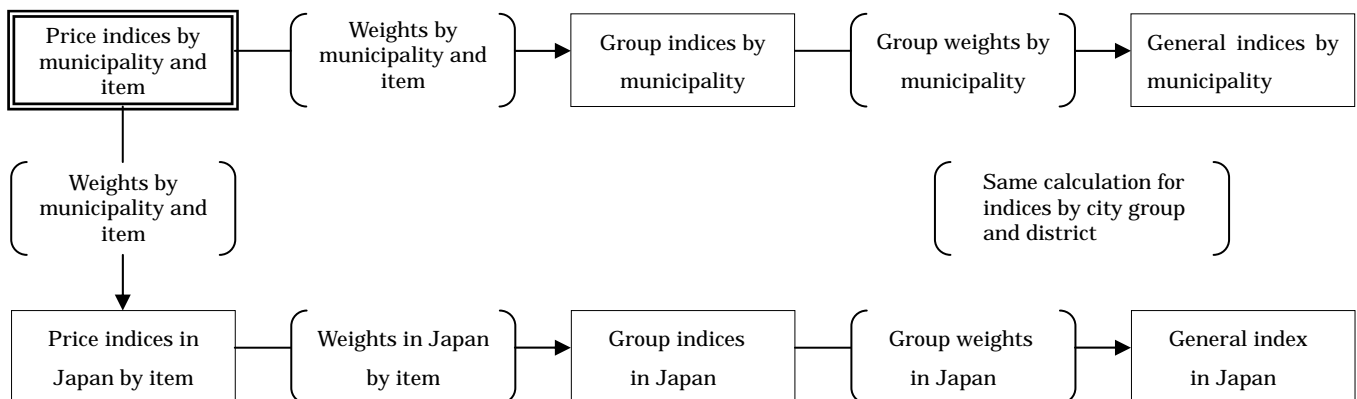 Price indices by
municipality and
item
Weights by
municipality and
item
Group indices by
municipality
Group weights by
municipality
General indices by
municipality
Weights by
municipality and
item
Same calculation for
indices by city group
and district
Price indices in
Japan by item
Weights in Japan
by item
Group indices
in Japan
Group weights
in Japan
General index
in Japan